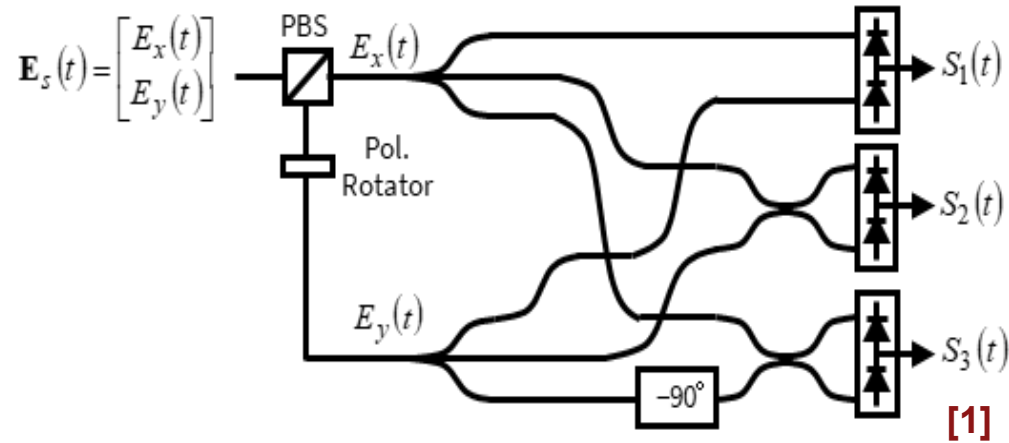 PBS
E_s(t) = [E_x(t) E_y(t)]
E_x(t)
S_1(t)
Pol.
Rotator
S_2(t)
E_y(t)
S_3(t)
−90°
[1]